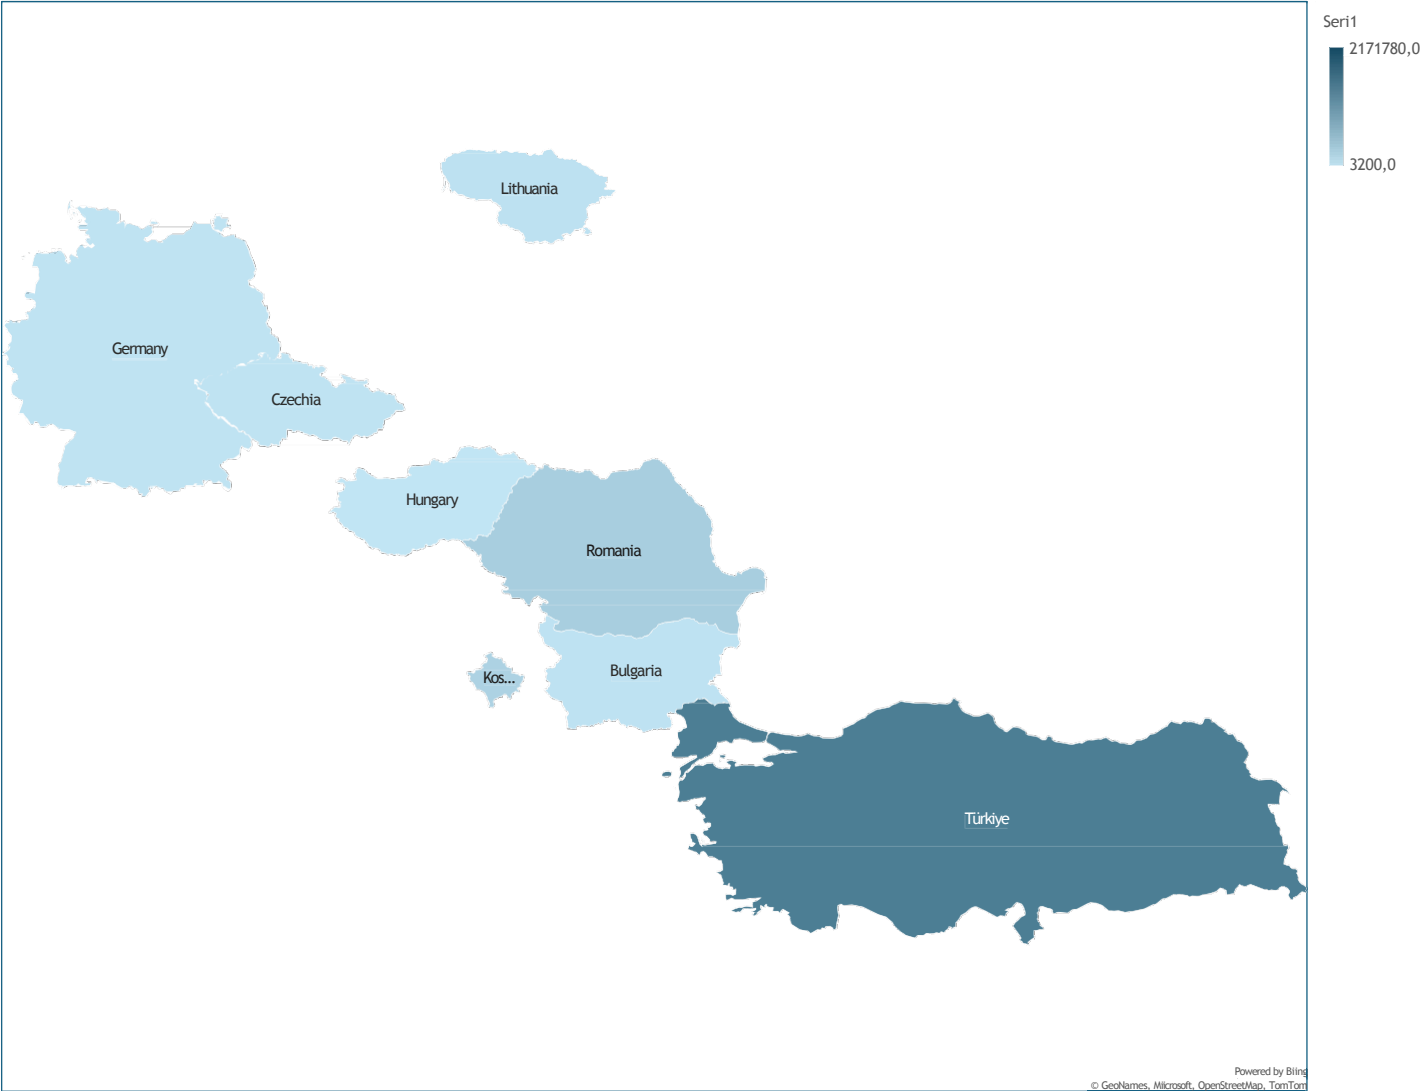 Seri1
2171780,0
3200,0
Lithuania
Germany
Czechia
Hungary
Romania
Kos...
Bulgaria
Türkiye
Powered by Bing
© GeoNames, Microsoft, OpenStreetMap, TomTom